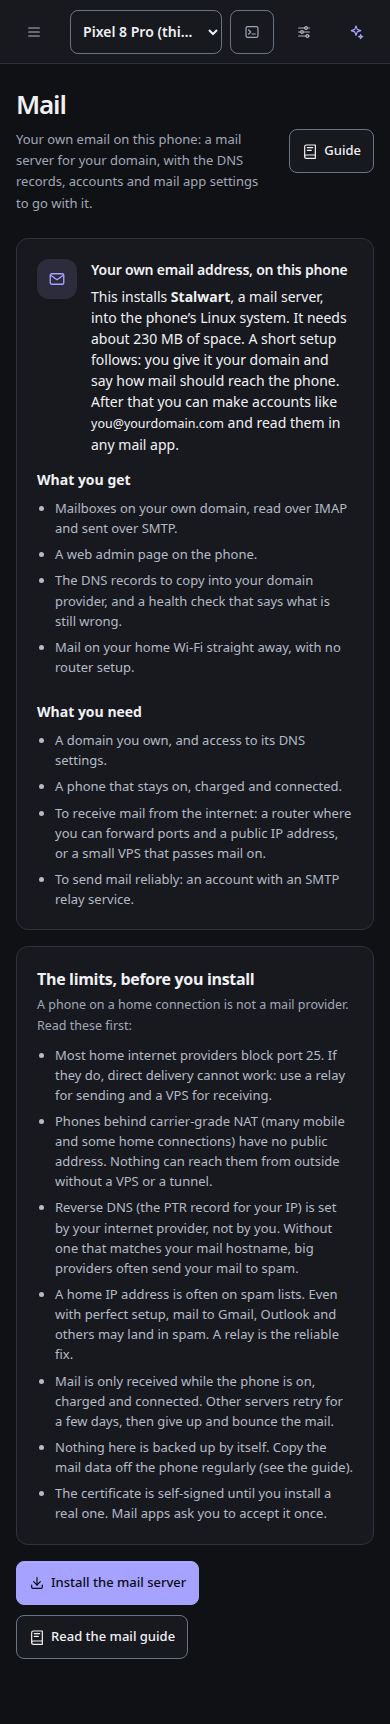 Pixel 8 Pro (thi...
Mail
Your own email on this phone: a mail
server for your domain, with the DNS
records, accounts and mail app settings
to go with it.
Guide
Your own email address, on this phone
This installs Stalwart, a mail server,
into the phone's Linux system. It needs
about 230 MB of space. A short setup
follows: you give it your domain and
say how mail should reach the phone.
After that you can make accounts like
you@yourdomain.com and read them in
any mail app.
What you get
Mailboxes on your own domain, read over IMAP
and sent over SMTP.
A web admin page on the phone.
The DNS records to copy into your domain
provider, and a health check that says what is
still wrong.
Mail on your home Wi-Fi straight away, with no
router setup.
What you need
A domain you own, and access to its DNS
settings.
A phone that stays on, charged and connected.
To receive mail from the internet: a router where
you can forward ports and a public IP address,
or a small VPS that passes mail on.
To send mail reliably: an account with an SMTP
relay service.
The limits, before you install
A phone on a home connection is not a mail provider.
Read these first:
Most home internet providers block port 25. If
they do, direct delivery cannot work: use a relay
for sending and a VPS for receiving.
Phones behind carrier-grade NAT (many mobile
and some home connections) have no public
address. Nothing can reach them from outside
without a VPS or a tunnel.
Reverse DNS (the PTR record for your IP) is set
by your internet provider, not by you. Without
one that matches your mail hostname, big
providers often send your mail to spam.
A home IP address is often on spam lists. Even
with perfect setup, mail to Gmail, Outlook and
others may land in spam. A relay is the reliable
fix.
Mail is only received while the phone is on,
charged and connected. Other servers retry for
a few days, then give up and bounce the mail.
Nothing here is backed up by itself. Copy the
mail data off the phone regularly (see the guide).
The certificate is self-signed until you install a
real one. Mail apps ask you to accept it once.
Install the mail server
Read the mail guide